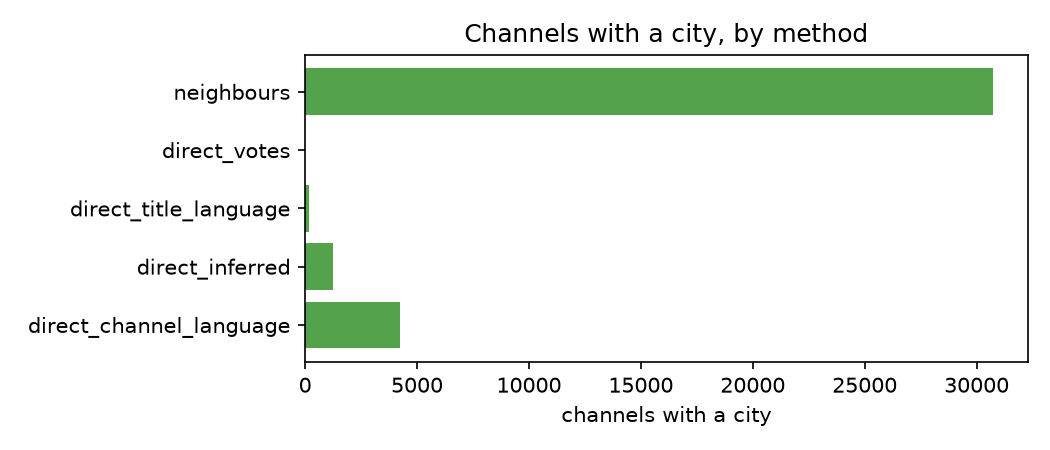 Channels with a city, by method
neighbours
direct_votes
direct_title_language
direct_inferred
direct_channel_language
0 5000 10000 15000 20000 25000 30000
channels with a city